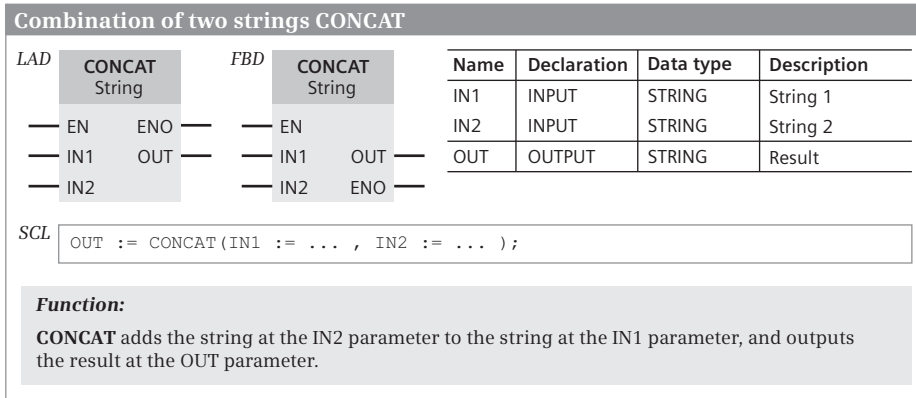 Combination of two strings CONCAT
LAD
CONCAT
String
EN ENO
IN1 OUT
IN2
FBD
CONCAT
String
EN
IN1 OUT
IN2 ENO
Name Declaration Data type Description
IN1 INPUT STRING String 1
IN2 INPUT STRING String 2
OUT OUTPUT STRING Result
SCL
OUT := CONCAT(IN1 := ... , IN2 := ... );
Function:
CONCAT adds the string at the IN2 parameter to the string at the IN1 parameter, and outputs
the result at the OUT parameter.